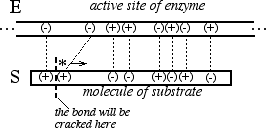 E active site of enzyme
... (-) (-) (+)(+) (-)(+)(-) (+) ...
*
S (+) (+) (-) (-) (+)(-)(+) (-)
molecule of substrate
the bond will be
cracked here